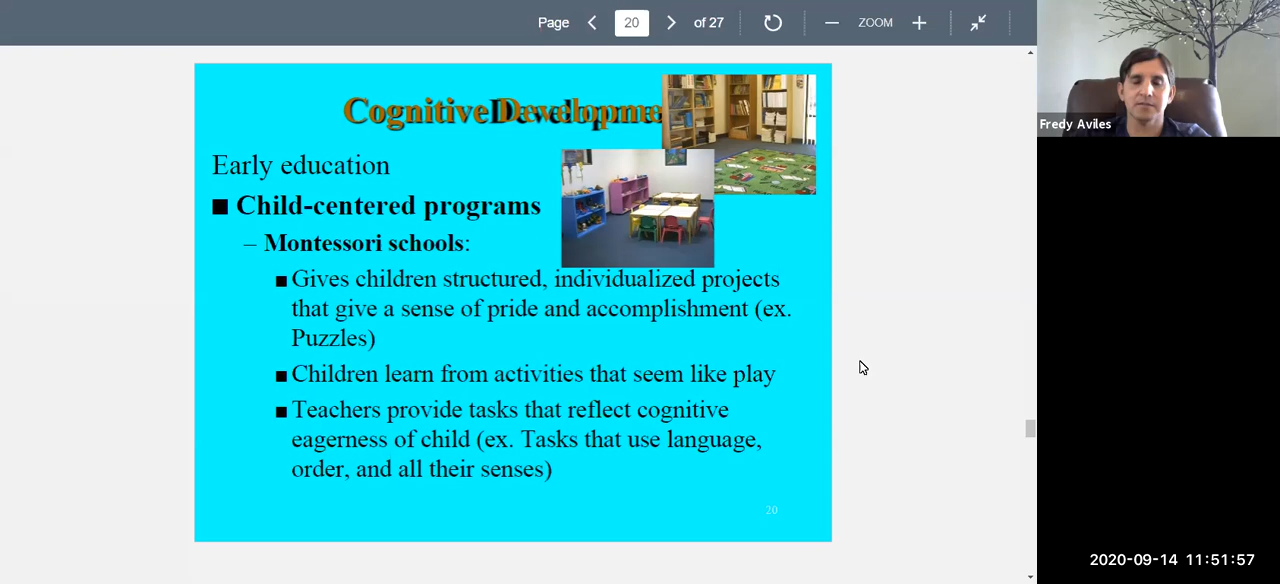 Page 20 of 27 ZOOM
Fredy Aviles
Cognitive Developme
Early education
■ Child-centered programs
– Montessori schools:
■ Gives children structured, individualized projects
that give a sense of pride and accomplishment (ex.
Puzzles)
■ Children learn from activities that seem like play
■ Teachers provide tasks that reflect cognitive
eagerness of child (ex. Tasks that use language,
order, and all their senses)
20
2020-09-14 11:51:57